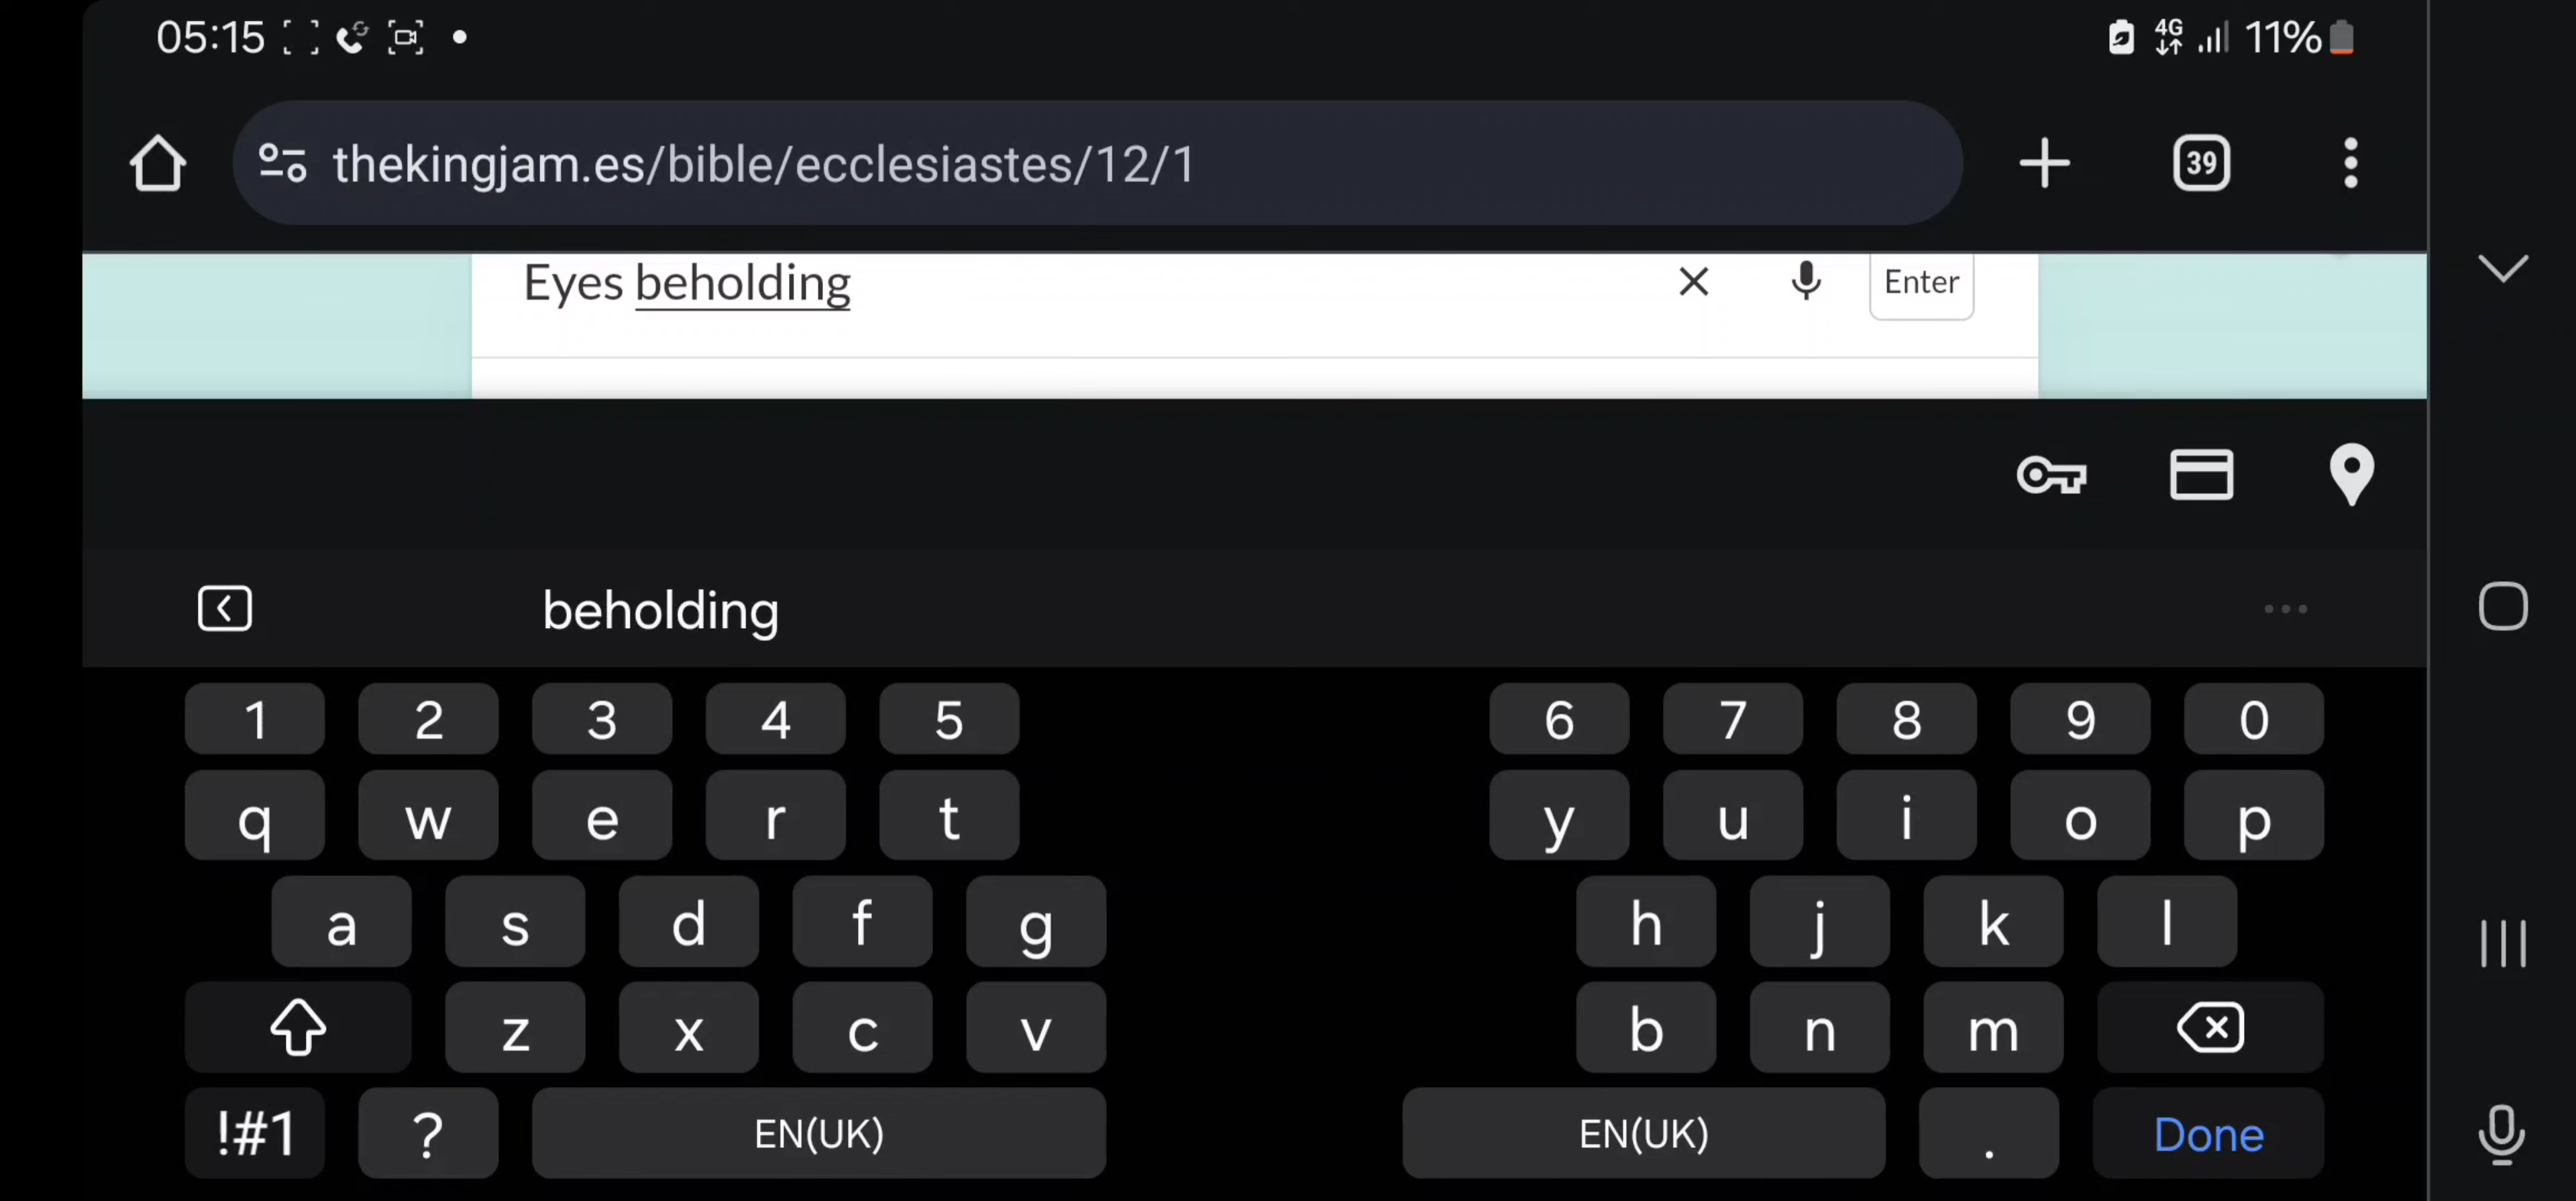 05:15 4G 11%
thekingjam.es/bible/ecclesiastes/12/1 39
Eyes beholding Enter
beholding
1 2 3 4 5 6 7 8 9 0
q w e r t y u i o p
a s d f g h j k l
z x c v b n m
!#1 ? EN(UK) EN(UK) . Done